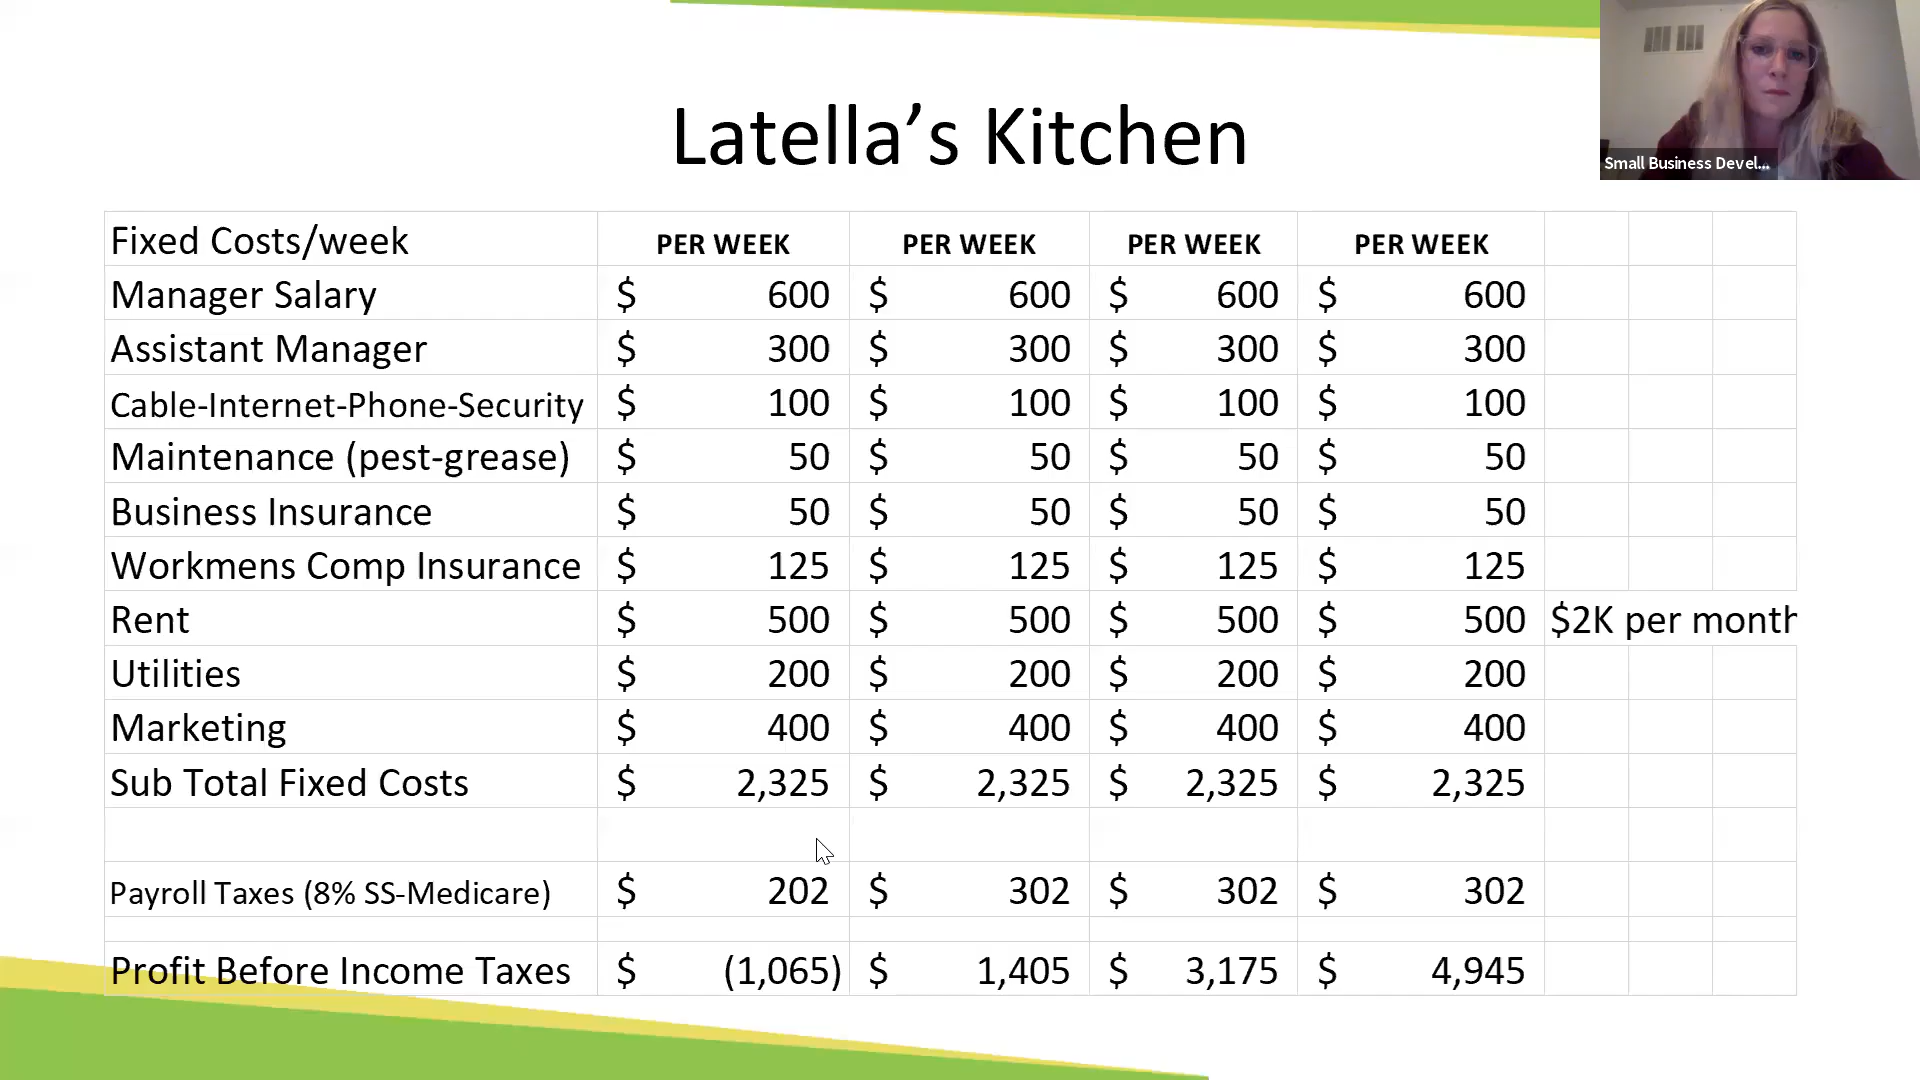 Latella’s Kitchen
Small Business Devel...
Fixed Costs/week PER WEEK PER WEEK PER WEEK PER WEEK
Manager Salary $ 600 $ 600 $ 600 $ 600
Assistant Manager $ 300 $ 300 $ 300 $ 300
Cable-Internet-Phone-Security $ 100 $ 100 $ 100 $ 100
Maintenance (pest-grease) $ 50 $ 50 $ 50 $ 50
Business Insurance $ 50 $ 50 $ 50 $ 50
Workmens Comp Insurance $ 125 $ 125 $ 125 $ 125
Rent $ 500 $ 500 $ 500 $ 500 $2K per month
Utilities $ 200 $ 200 $ 200 $ 200
Marketing $ 400 $ 400 $ 400 $ 400
Sub Total Fixed Costs $ 2,325 $ 2,325 $ 2,325 $ 2,325
Payroll Taxes (8% SS-Medicare) $ 202 $ 302 $ 302 $ 302
Profit Before Income Taxes $ (1,065) $ 1,405 $ 3,175 $ 4,945